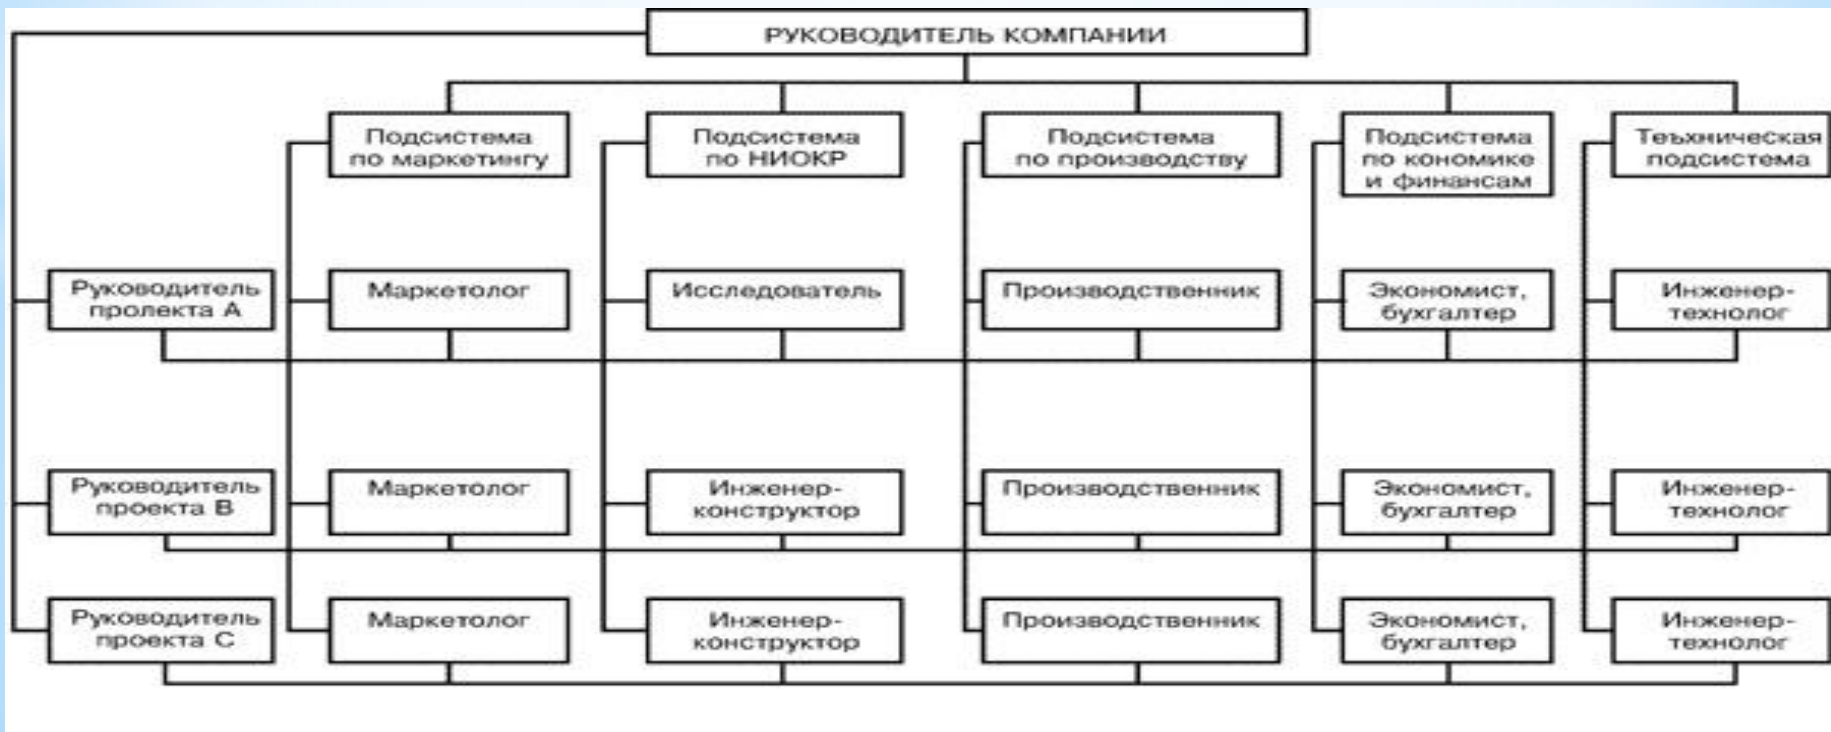 РУКОВОДИТЕЛЬ КОМПАНИИ
Подсистема
по маркетингу
Подсистема
по НИОКР
Подсистема
по производству
Подсистема
по кономике
и финансам
Теъхническая
подсистема
Руководитель
пролекта А
Маркетолог
Исследователь
Производственник
Экономист,
бухгалтер
Инженер-
технолог
Руководитель
проекта В
Маркетолог
Инженер-
конструктор
Производственник
Экономист,
бухгалтер
Инженер-
технолог
Руководитель
проекта С
Маркетолог
Инженер-
конструктор
Производственник
Экономист,
бухгалтер
Инженер-
технолог